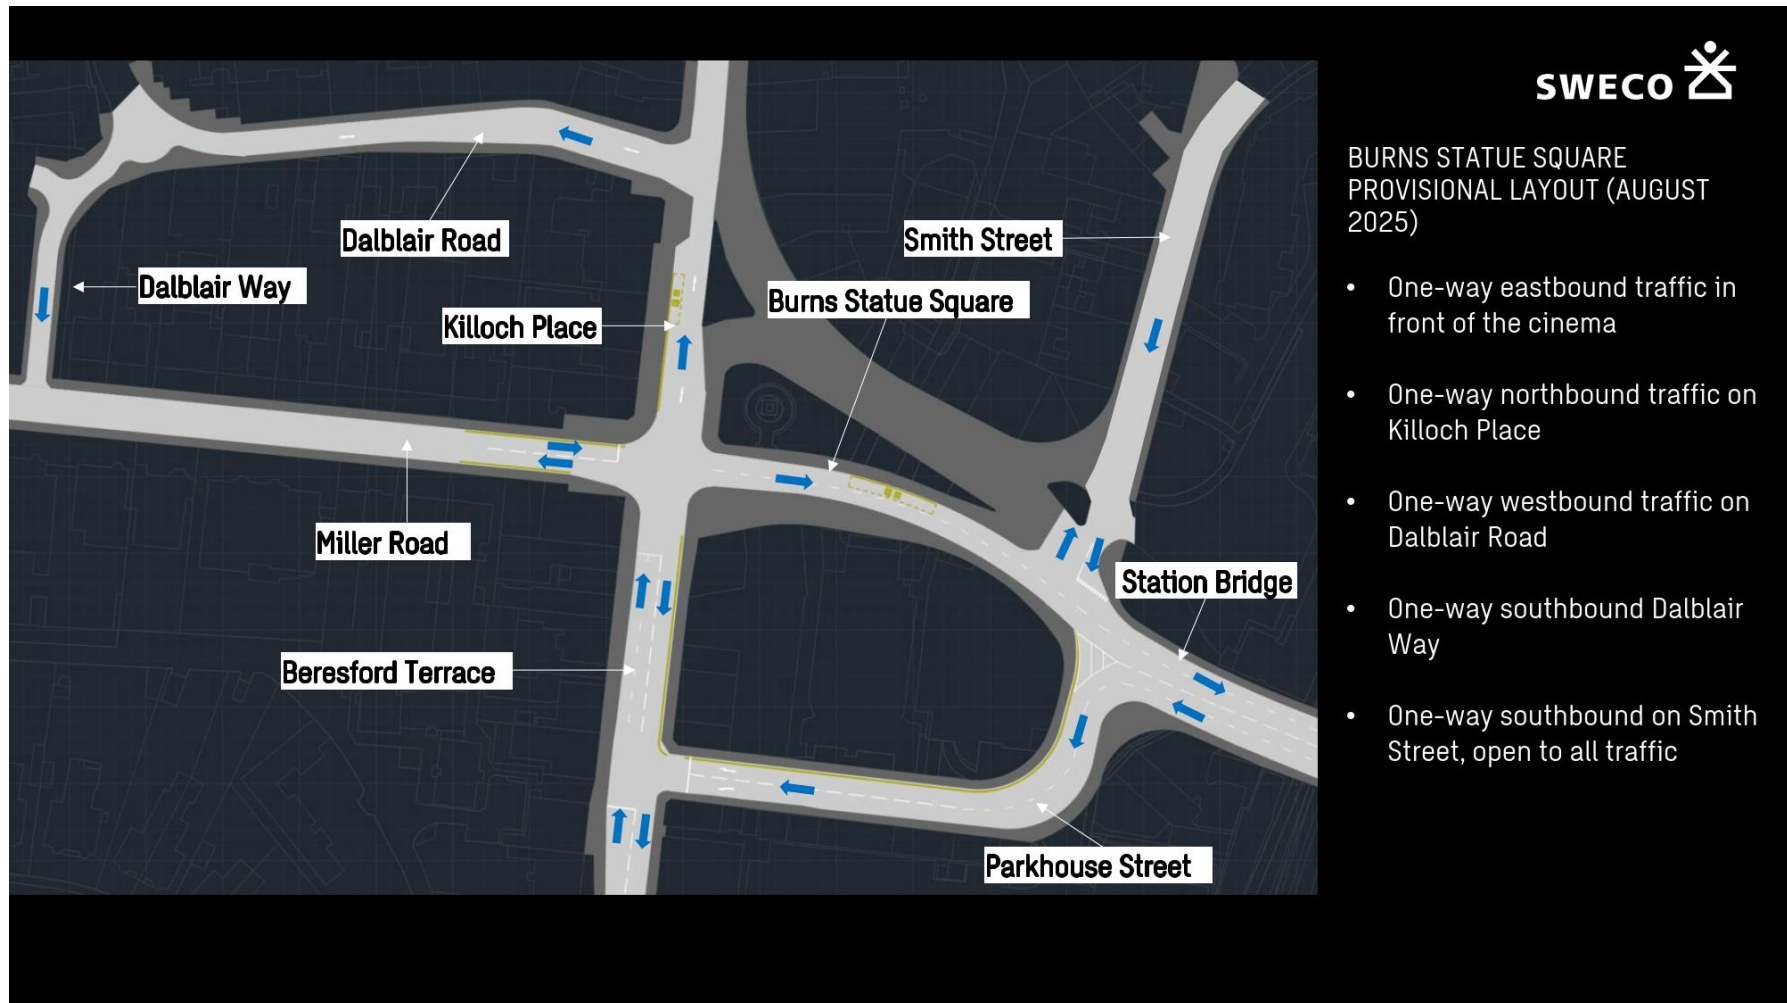 SWECO
BURNS STATUE SQUARE
PROVISIONAL LAYOUT (AUGUST
2025)
• One-way eastbound traffic in
front of the cinema
• One-way northbound traffic on
Killoch Place
• One-way westbound traffic on
Dalblair Road
• One-way southbound Dalblair
Way
• One-way southbound on Smith
Street, open to all traffic
Dalblair Road
Smith Street
Dalblair Way
Burns Statue Square
Killoch Place
Miller Road
Station Bridge
Beresford Terrace
Parkhouse Street